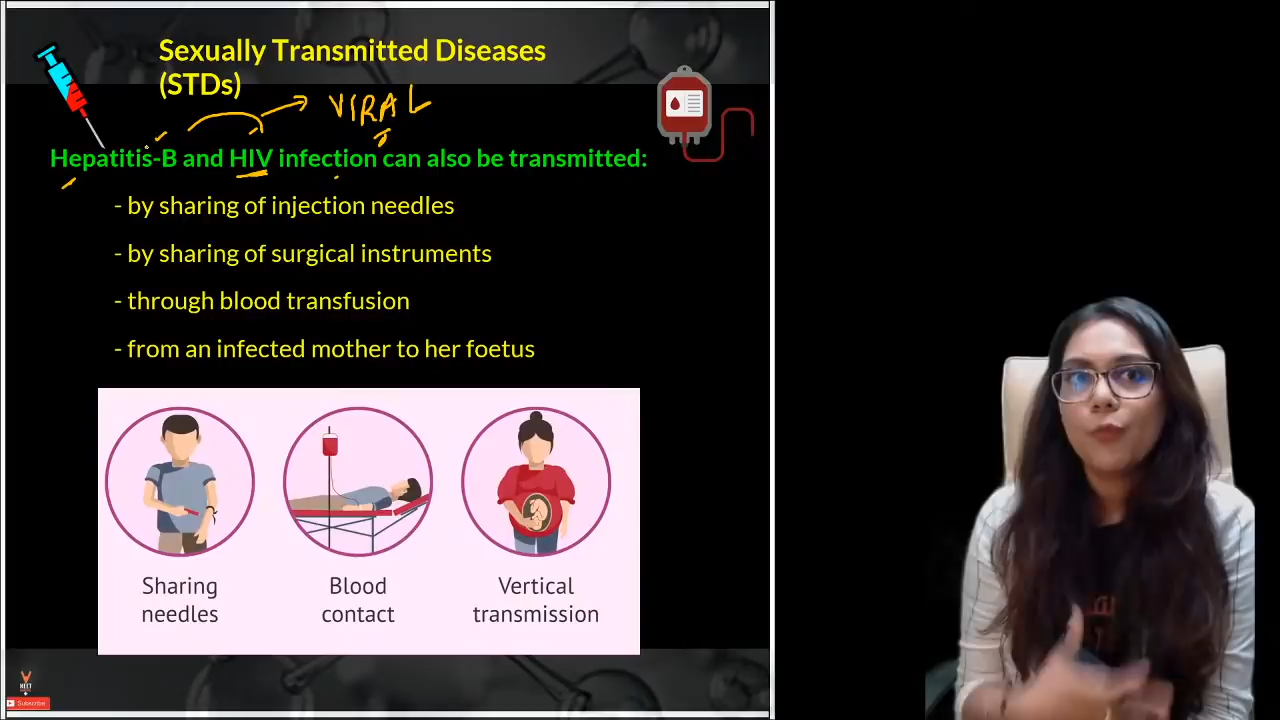 Sexually Transmitted Diseases
(STDs)
VIRAL
Hepatitis-B and HIV infection can also be transmitted:
- by sharing of injection needles
- by sharing of surgical instruments
- through blood transfusion
- from an infected mother to her foetus
Sharing
needles
Blood
contact
Vertical
transmission
NEET
Subscribe